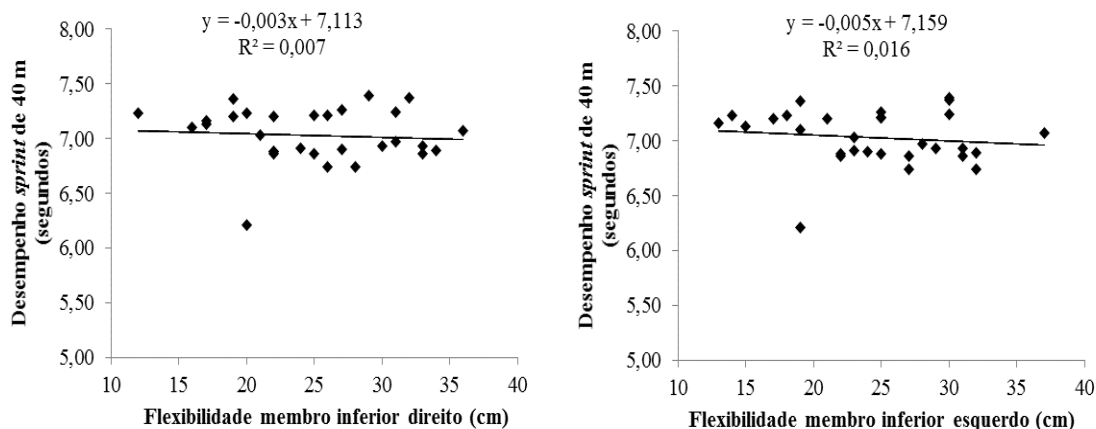 y = -0,003x + 7,113
R² = 0,007
8,00
7,50
7,00
6,50
6,00
5,50
5,00
10 15 20 25 30 35 40
Desempenho sprint de 40 m
(segundos)
Flexibilidade membro inferior direito (cm)
y = -0,005x + 7,159
R² = 0,016
8,00
7,50
7,00
6,50
6,00
5,50
5,00
10 15 20 25 30 35 40
Desempenho sprint de 40 m
(segundos)
Flexibilidade membro inferior esquerdo (cm)